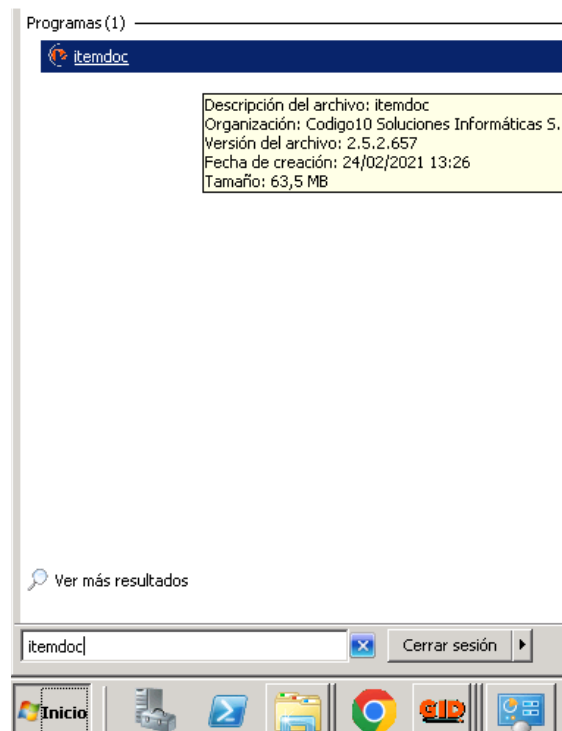 Programas (1)
itemdoc
Descripción del archivo: itemdoc
Organización: Codigo10 Soluciones Informáticas S.
Versión del archivo: 2.5.2.657
Fecha de creación: 24/02/2021 13:26
Tamaño: 63,5 MB
Ver más resultados
itemdoc
Cerrar sesión
Inicio
CID